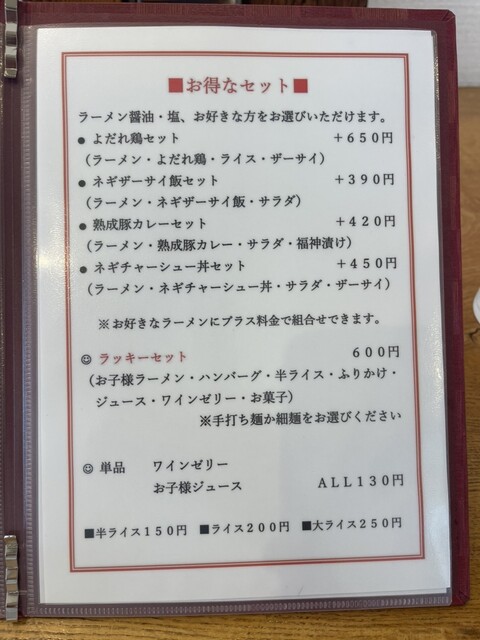 ■お得なセット■
ラーメン醤油・塩、お好きな方をお選びいただけます。
● よだれ鶏セット ＋６５０円
（ラーメン・よだれ鶏・ライス・ザーサイ）
● ネギザーサイ飯セット ＋３９０円
（ラーメン・ネギザーサイ飯・サラダ）
● 熟成豚カレーセット ＋４２０円
（ラーメン・熟成豚カレー・サラダ・福神漬け）
● ネギチャーシュー丼セット ＋４５０円
（ラーメン・ネギチャーシュー丼・サラダ・ザーサイ）
※お好きなラーメンにプラス料金で組合せできます。
☺ ラッキーセット ６００円
（お子様ラーメン・ハンバーグ・半ライス・ふりかけ・
ジュース・ワインゼリー・お菓子）
※手打ち麺か細麺をお選びください
☺ 単品 ワインゼリー
お子様ジュース ＡＬＬ１３０円
■半ライス１５０円 ■ライス２００円 ■大ライス２５０円